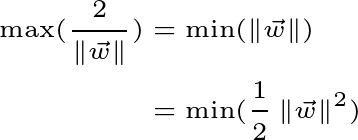 max( 2/‖w⃗‖ ) = min(‖w⃗‖)
= min( 1/2 ‖w⃗‖² )